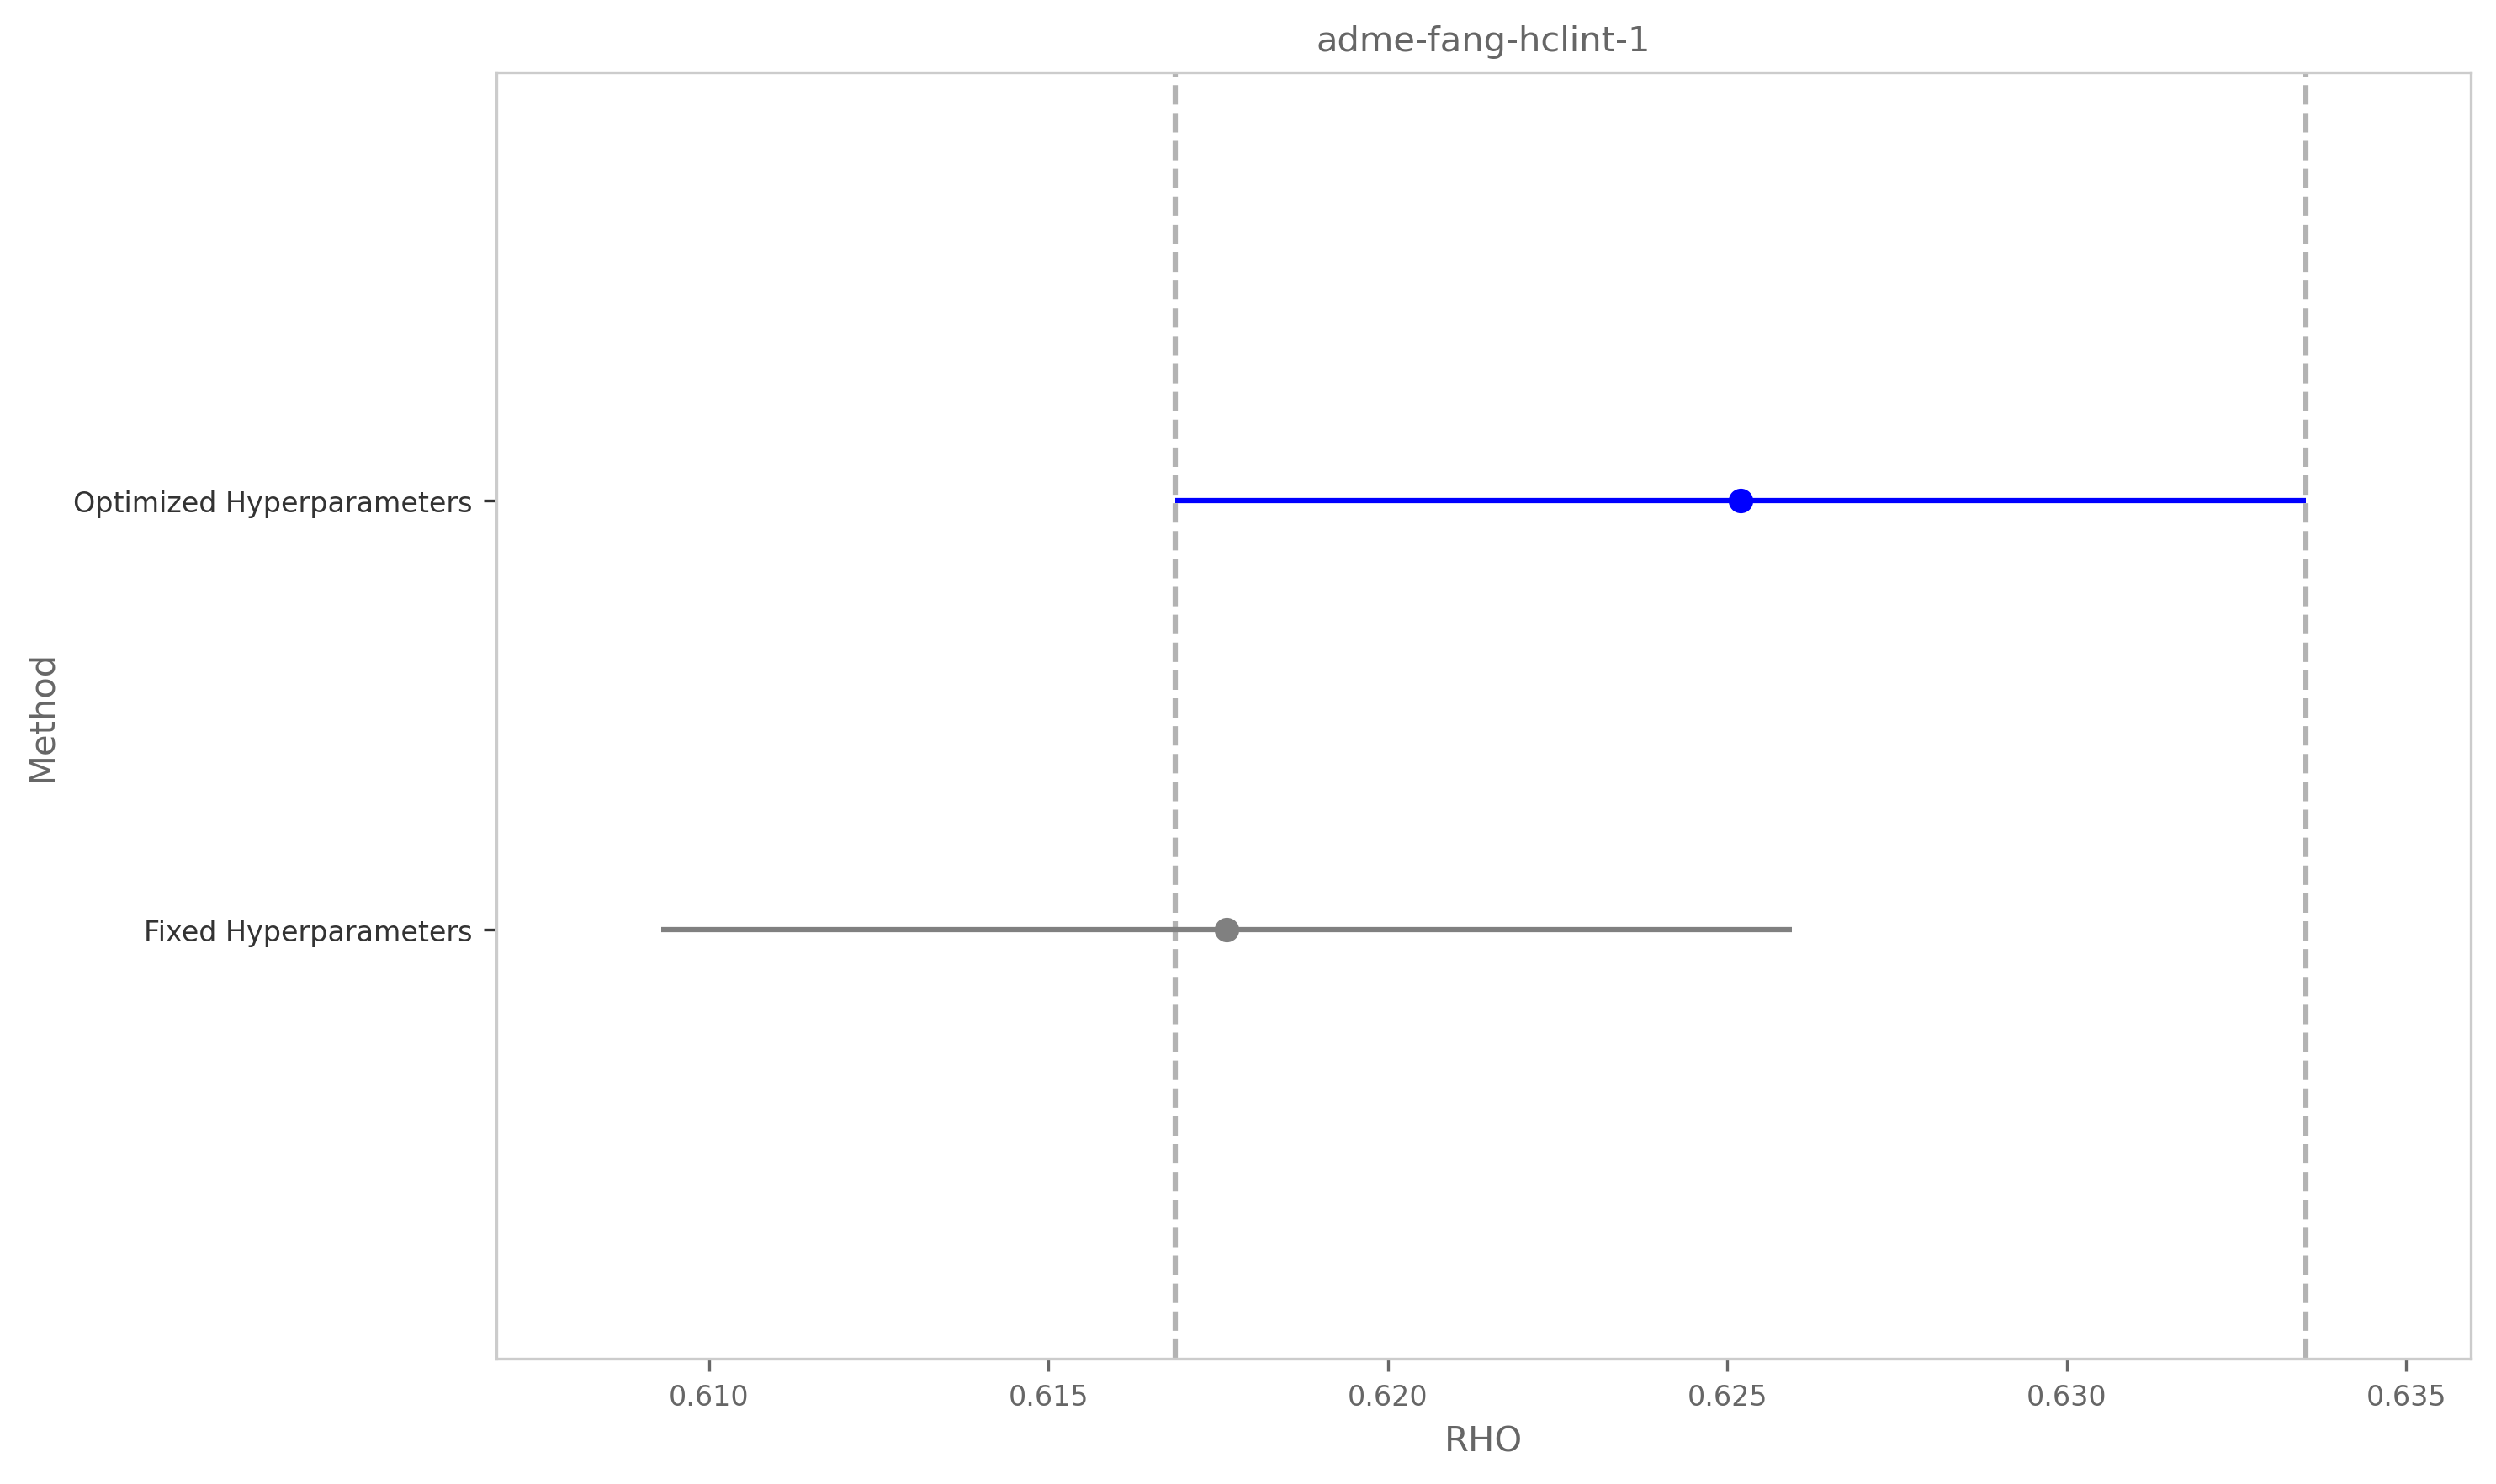 adme-fang-hclint-1
Optimized Hyperparameters
Method
Fixed Hyperparameters
0.610 0.615 0.620 0.625 0.630 0.635
RHO